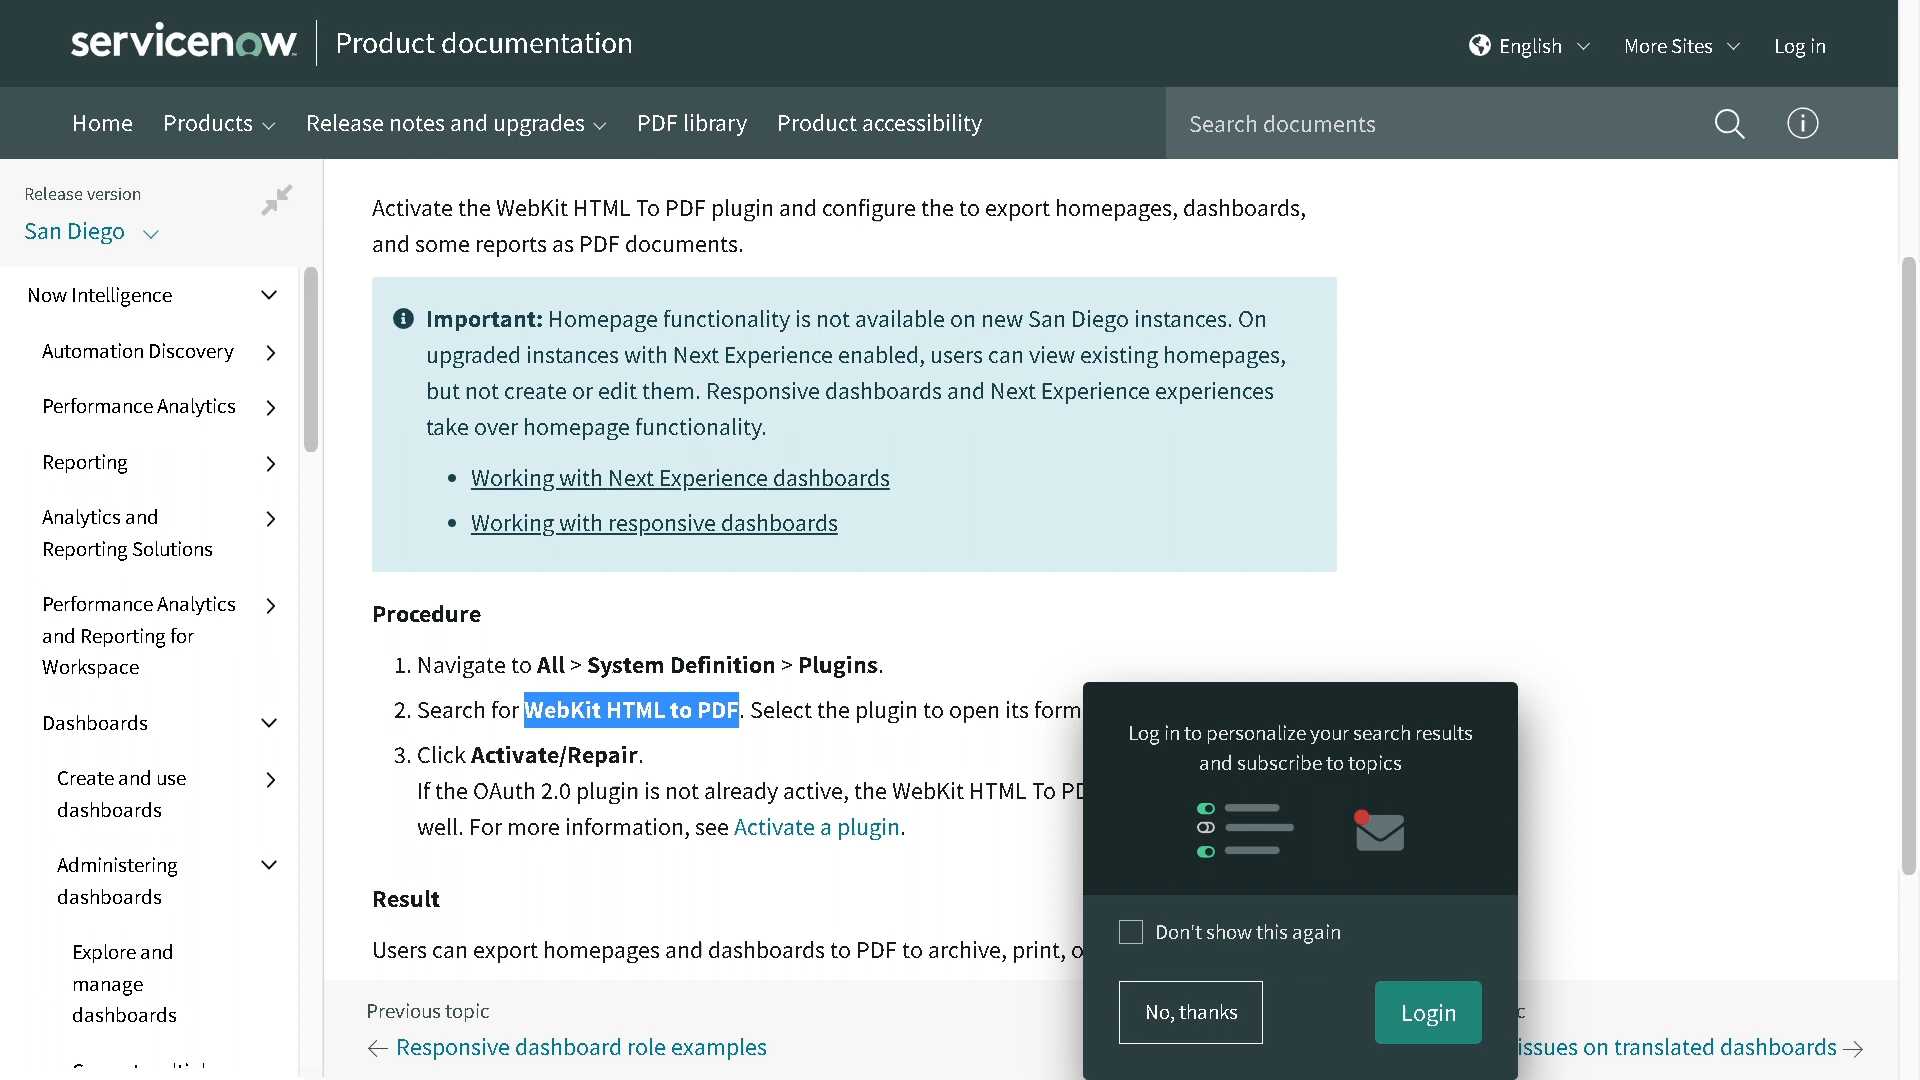 servicenow
Product documentation
English
More Sites
Log in
Home
Products
Release notes and upgrades
PDF library
Product accessibility
Search documents
Release version
San Diego
Now Intelligence
Automation Discovery
Performance Analytics
Reporting
Analytics and
Reporting Solutions
Performance Analytics
and Reporting for
Workspace
Dashboards
Create and use
dashboards
Administering
dashboards
Explore and
manage
dashboards
Activate the WebKit HTML To PDF plugin and configure the to export homepages, dashboards,
and some reports as PDF documents.
Important: Homepage functionality is not available on new San Diego instances. On
upgraded instances with Next Experience enabled, users can view existing homepages,
but not create or edit them. Responsive dashboards and Next Experience experiences
take over homepage functionality.
• Working with Next Experience dashboards
• Working with responsive dashboards
Procedure
1. Navigate to All > System Definition > Plugins.
2. Search for WebKit HTML to PDF. Select the plugin to open its form
3. Click Activate/Repair.
If the OAuth 2.0 plugin is not already active, the WebKit HTML To PD
well. For more information, see Activate a plugin.
Result
Users can export homepages and dashboards to PDF to archive, print, o
Previous topic
← Responsive dashboard role examples
issues on translated dashboards →
Log in to personalize your search results
and subscribe to topics
Don't show this again
No, thanks
Login